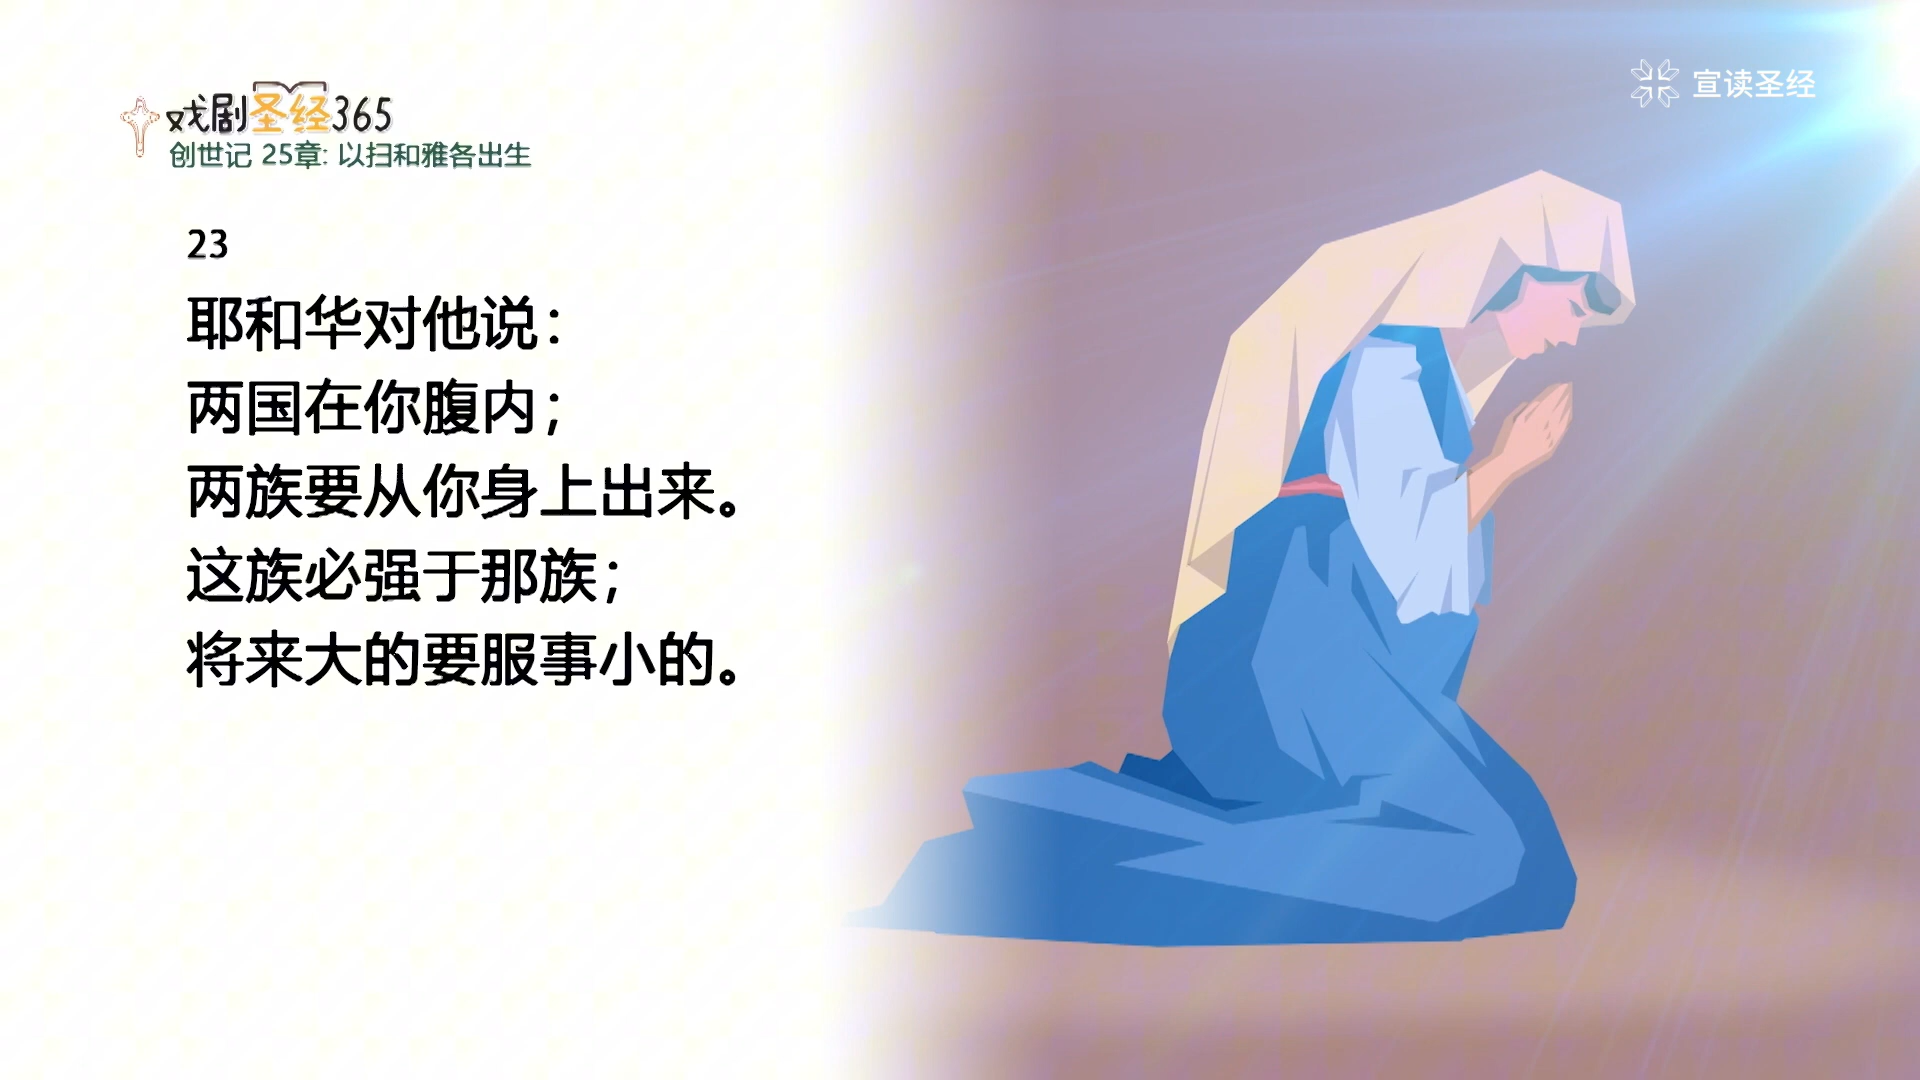 戏剧圣经365
创世记 25章: 以扫和雅各出生
宣读圣经
23
耶和华对他说：
两国在你腹内；
两族要从你身上出来。
这族必强于那族；
将来大的要服事小的。